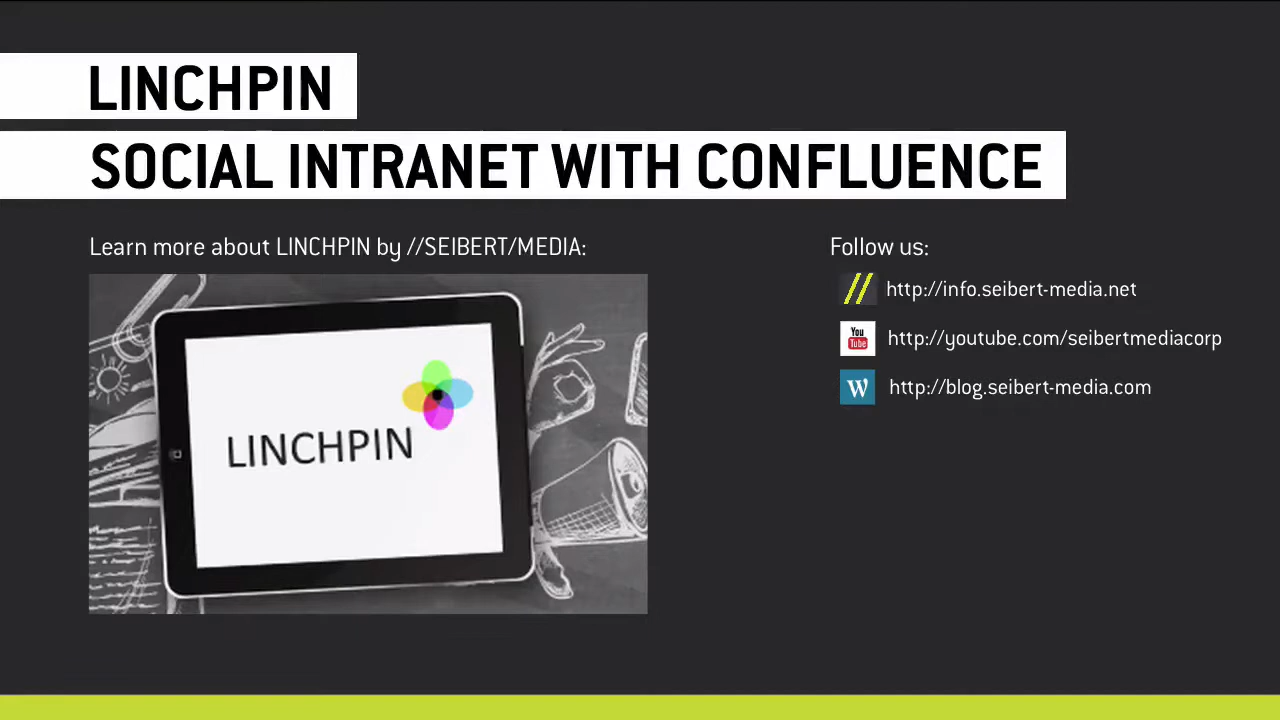 LINCHPIN
SOCIAL INTRANET WITH CONFLUENCE
Learn more about LINCHPIN by //SEIBERT/MEDIA:
LINCHPIN
Follow us:
http://info.seibert-media.net
You Tube http://youtube.com/seibertmediacorp
W http://blog.seibert-media.com